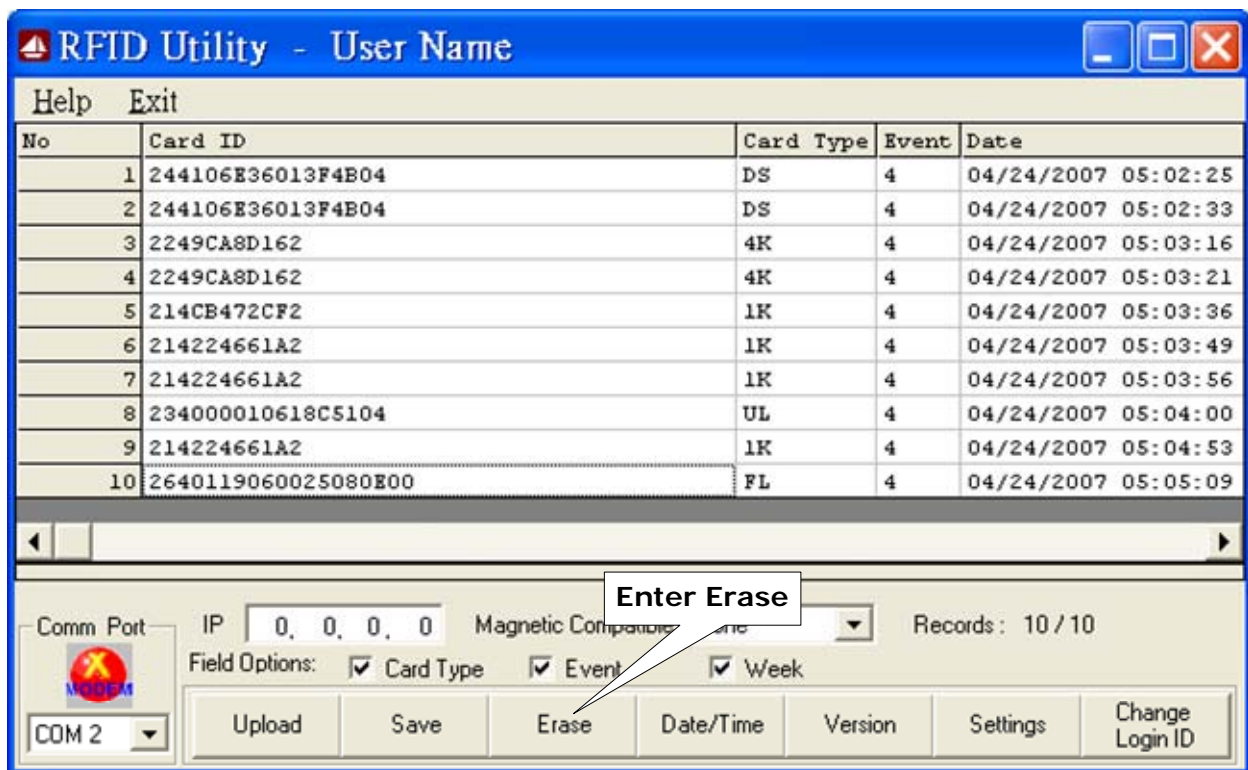 RFID Utility - User Name
Help Exit
No Card ID Card Type Event Date
1 244106E36013F4B04 DS 4 04/24/2007 05:02:25
2 244106E36013F4B04 DS 4 04/24/2007 05:02:33
3 2249CA8D162 4K 4 04/24/2007 05:03:16
4 2249CA8D162 4K 4 04/24/2007 05:03:21
5 214CB472CF2 1K 4 04/24/2007 05:03:36
6 214224661A2 1K 4 04/24/2007 05:03:49
7 214224661A2 1K 4 04/24/2007 05:03:56
8 234000010618C5104 UL 4 04/24/2007 05:04:00
9 214224661A2 1K 4 04/24/2007 05:04:53
10 2640119060025080E00 FL 4 04/24/2007 05:05:09
Enter Erase
Comm Port IP 0. 0. 0. 0 Magnetic Records : 10 / 10
X
MODEM
Field Options: Card Type Event Week
COM 2 Upload Save Erase Date/Time Version Settings Change
Login ID